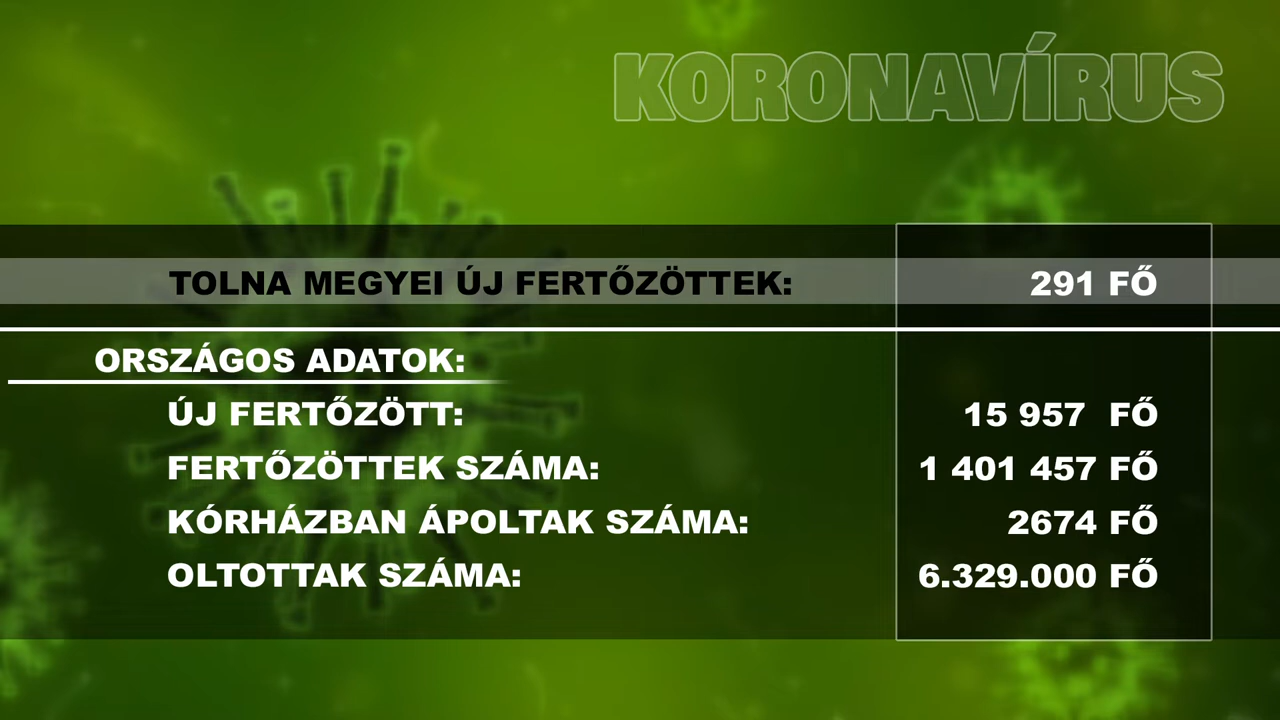 KORONAVÍRUS
TOLNA MEGYEI ÚJ FERTŐZÖTTEK: 291 FŐ
ORSZÁGOS ADATOK:
ÚJ FERTŐZÖTT: 15 957 FŐ
FERTŐZÖTTEK SZÁMA: 1 401 457 FŐ
KÓRHÁZBAN ÁPOLTAK SZÁMA: 2674 FŐ
OLTOTTAK SZÁMA: 6.329.000 FŐ